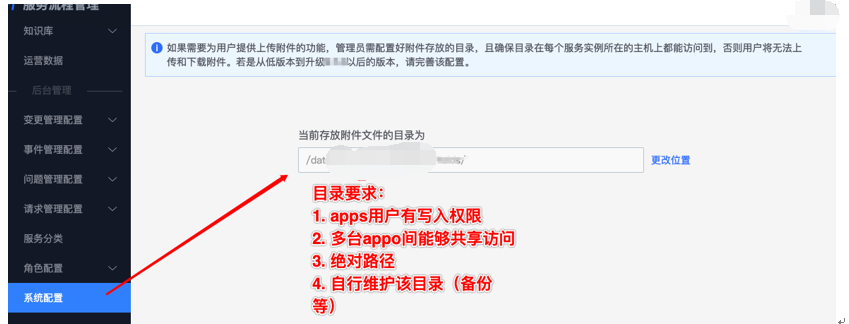 服务流程管理
知识库
运营数据
后台管理
变更管理配置
事件管理配置
问题管理配置
请求管理配置
服务分类
角色配置
系统配置
如果需要为用户提供上传附件的功能，管理员需配置好附件存放的目录，且确保目录在每个服务实例所在的主机上都能访问到，否则用户将无法上
传和下载附件。若是从低版本到升级以后的版本，请完善该配置。
当前存放附件文件的目录为
/dat
更改位置
目录要求：
1. apps用户有写入权限
2. 多台appo间能够共享访问
3. 绝对路径
4. 自行维护该目录（备份
等）